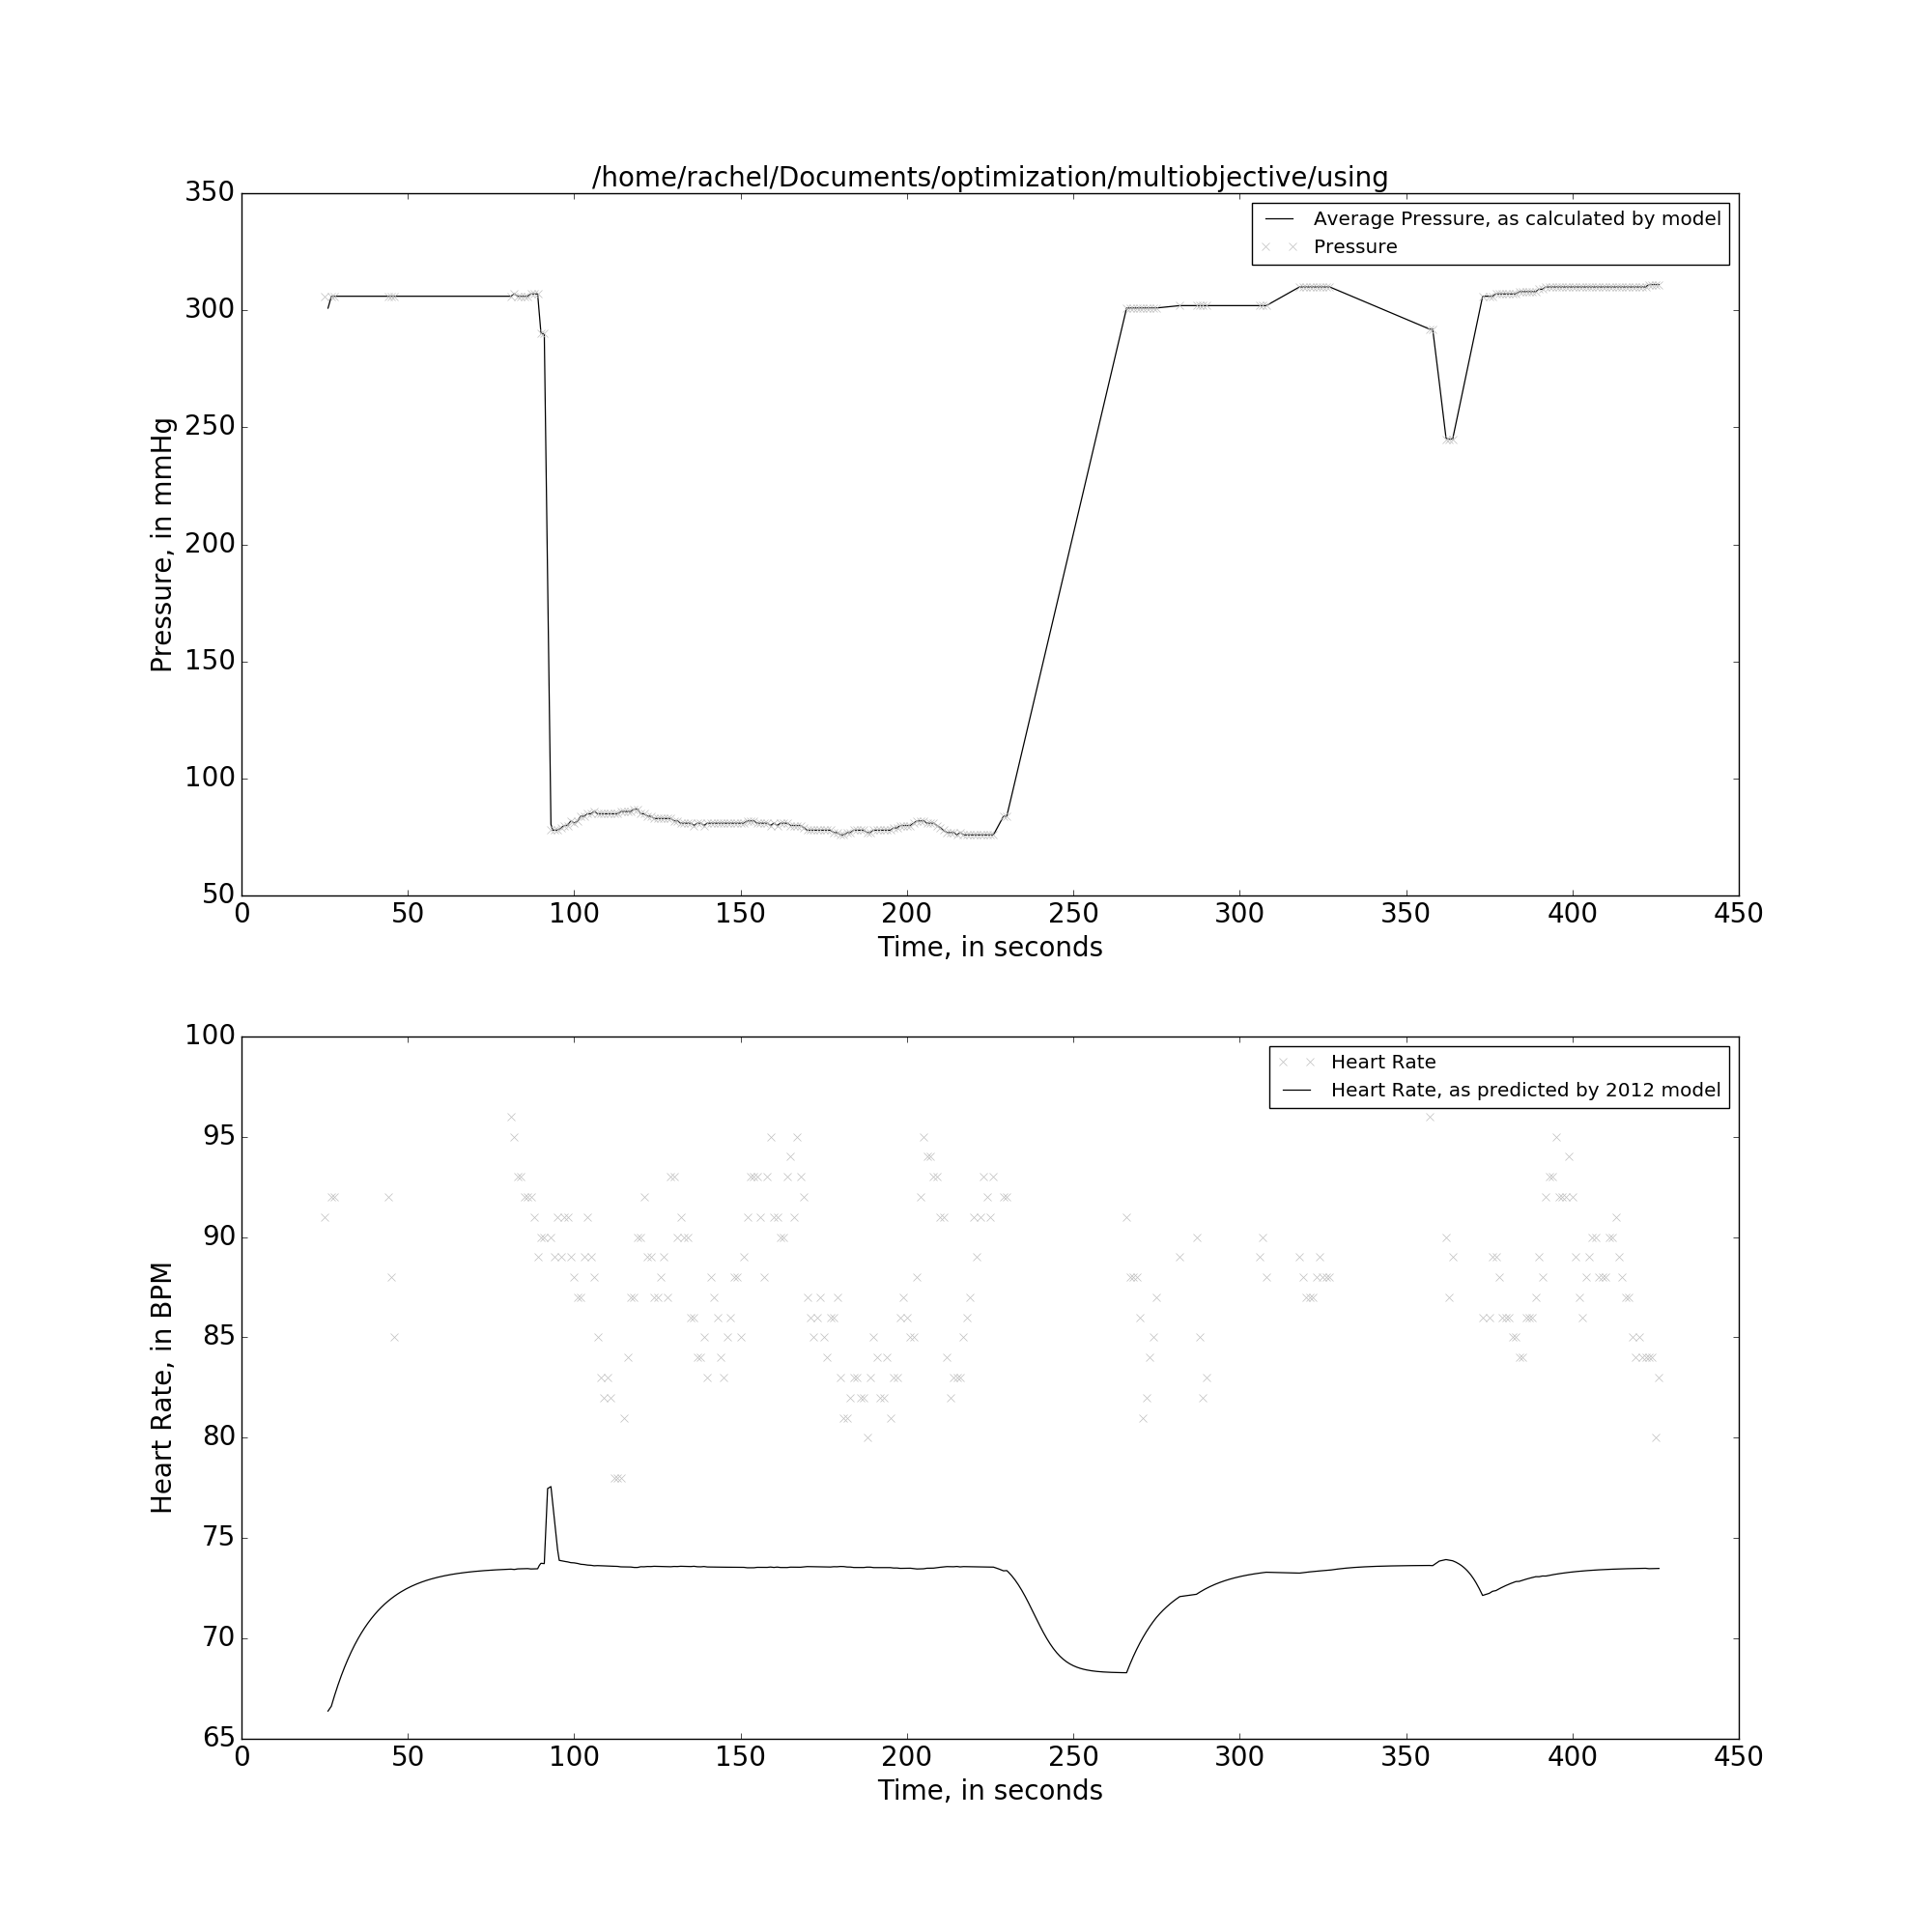 /home/rachel/Documents/optimization/multiobjective/using
350
300
250
200
150
100
50
Pressure, in mmHg
Average Pressure, as calculated by model
Pressure
0 50 100 150 200 250 300 350 400 450
Time, in seconds
100
95
90
85
80
75
70
65
Heart Rate, in BPM
Heart Rate
Heart Rate, as predicted by 2012 model
0 50 100 150 200 250 300 350 400 450
Time, in seconds